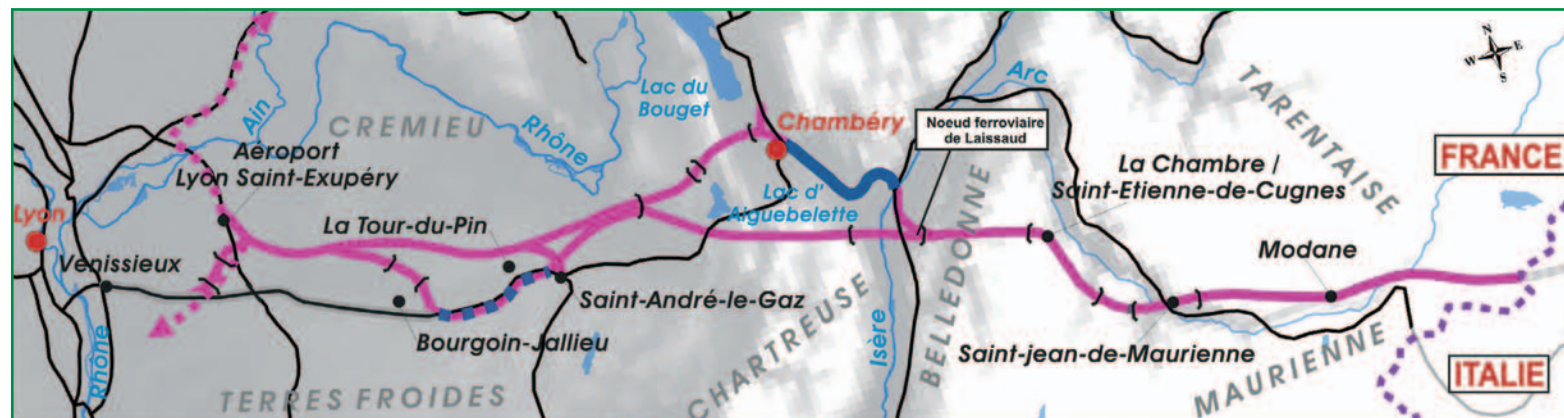 N
W E
S
Arc
TARENTAISE
Lac du
Bouget
Ain
CREMIEU
Rhône
Chambéry
Noeud ferroviaire
de Laissaud
Aéroport
Lyon Saint-Exupéry
La Chambre /
Saint-Etienne-de-Cugnes
FRANCE
Lac d'
Aiguebelette
Lyon
La Tour-du-Pin
Venissieux
BELLEDONNE
Modane
Saint-André-le-Gaz
CHARTREUSE
Isère
Bourgoin-Jallieu
Rhône
Saint-jean-de-Maurienne
MAURIENNE
ITALIE
TERRES FROIDES